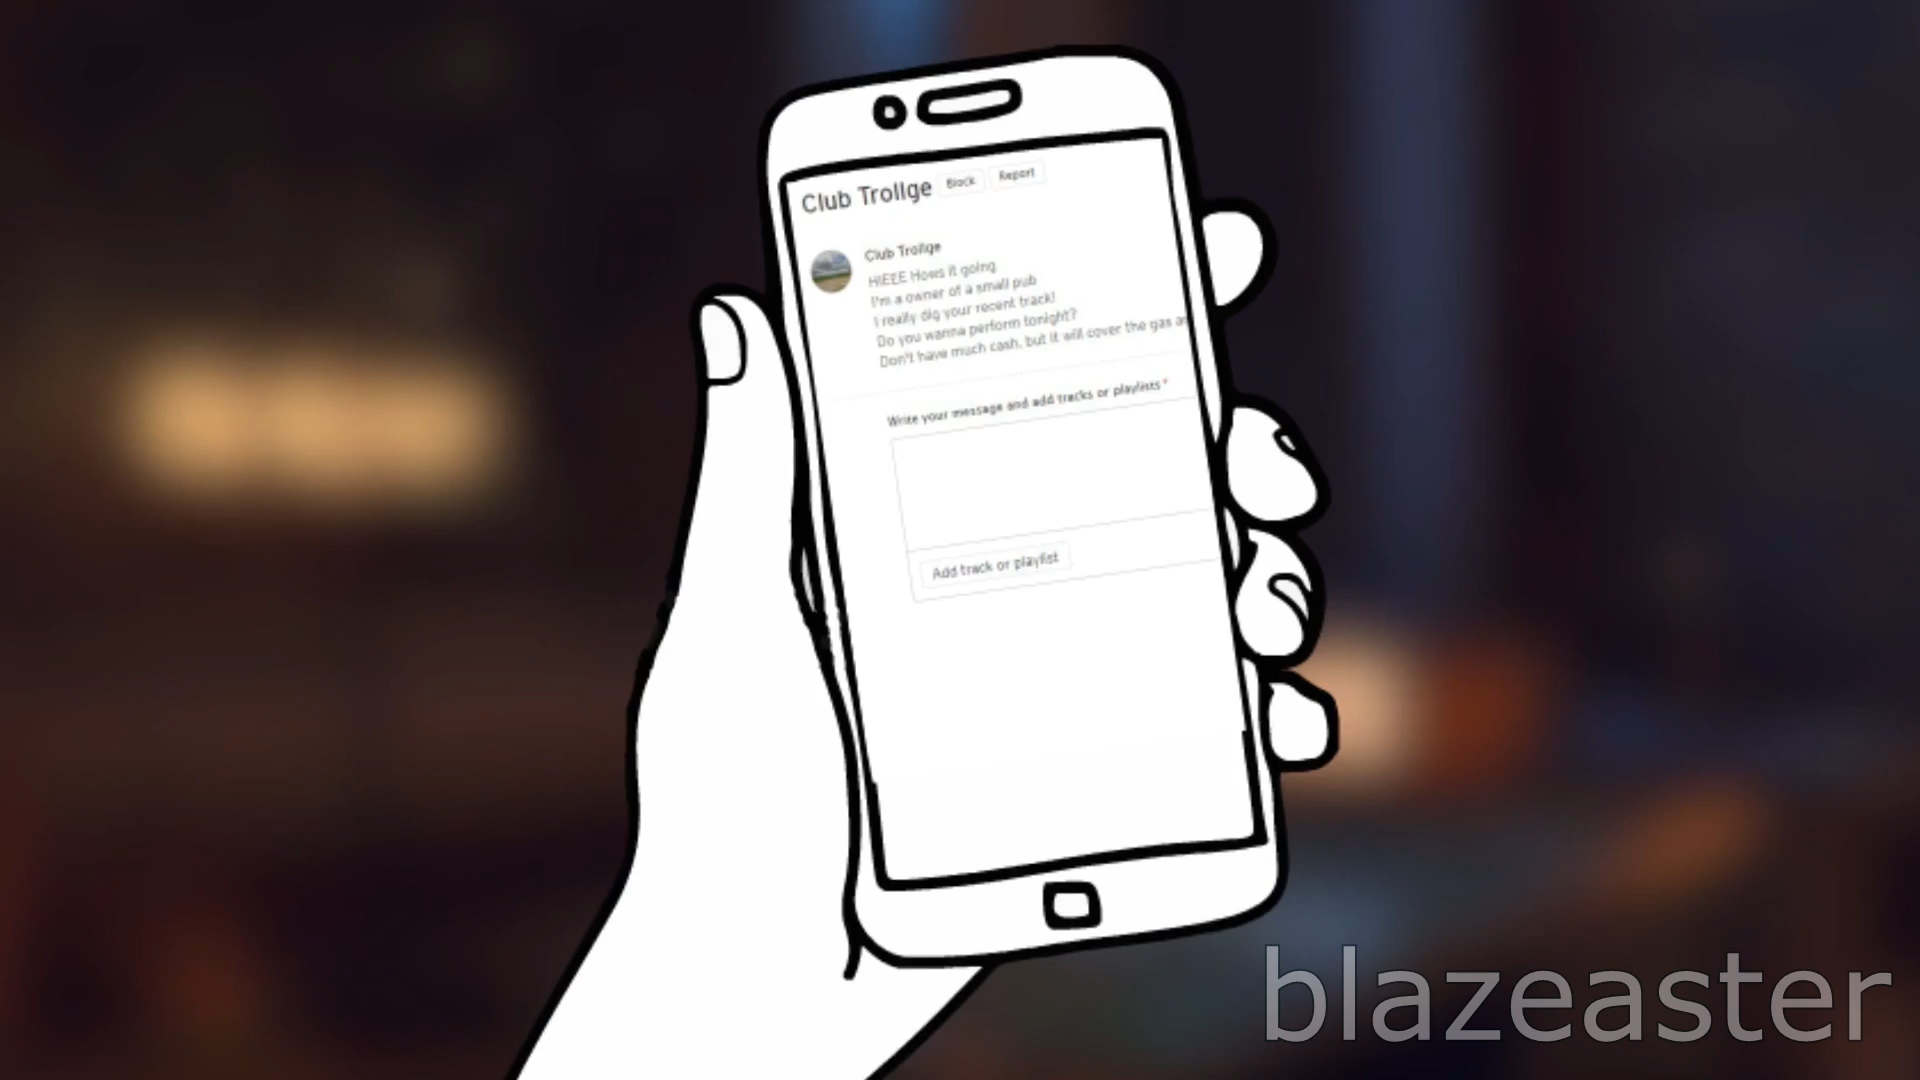 Club Trollge Block Report
Club Trollge
HIEEE Hows it going
I'm a owner of a small pub
I really dig your recent track!
Do you wanna perform tonight?
Don't have much cash, but it will cover the gas
Write your message and add tracks or playlists*
Add track or playlist
blazeaster